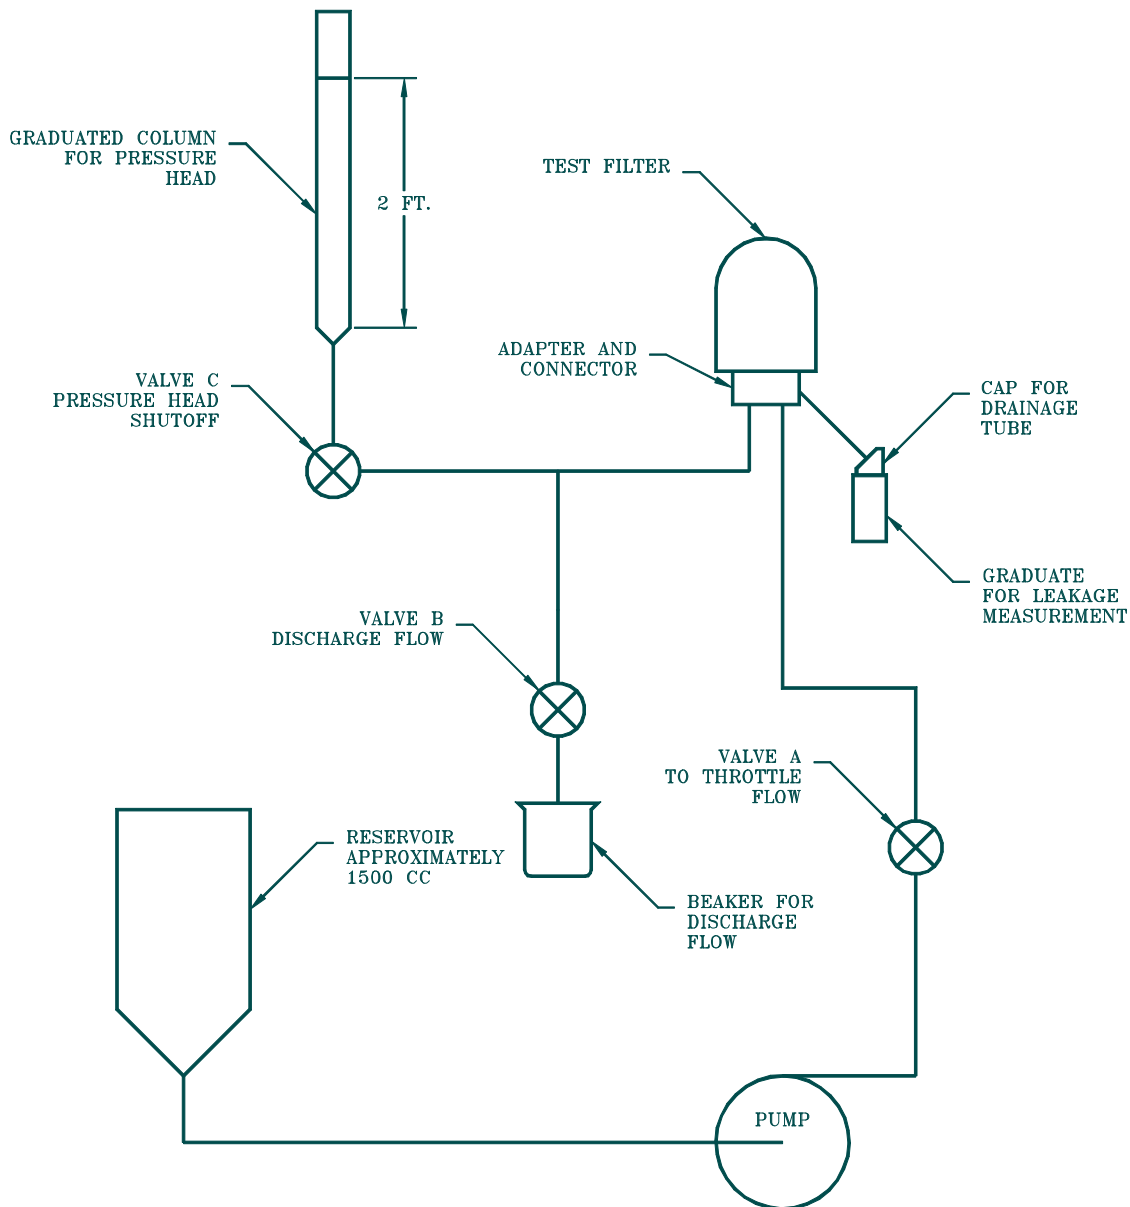 GRADUATED COLUMN
FOR PRESSURE
HEAD
2 FT.
TEST FILTER
ADAPTER AND
CONNECTOR
VALVE C
PRESSURE HEAD
SHUTOFF
CAP FOR
DRAINAGE
TUBE
GRADUATE
FOR LEAKAGE
MEASUREMENT
VALVE B
DISCHARGE FLOW
VALVE A
TO THROTTLE
FLOW
RESERVOIR
APPROXIMATELY
1500 CC
BEAKER FOR
DISCHARGE
FLOW
PUMP